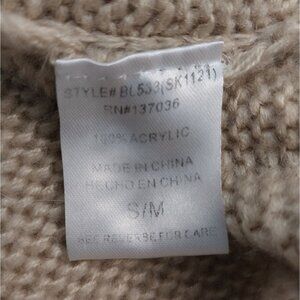 STYLE# BL533(SK1121)
RN#137036
100% ACRYLIC
MADE IN CHINA
HECHO EN CHINA
S/M
SEE REVERSE FOR CARE